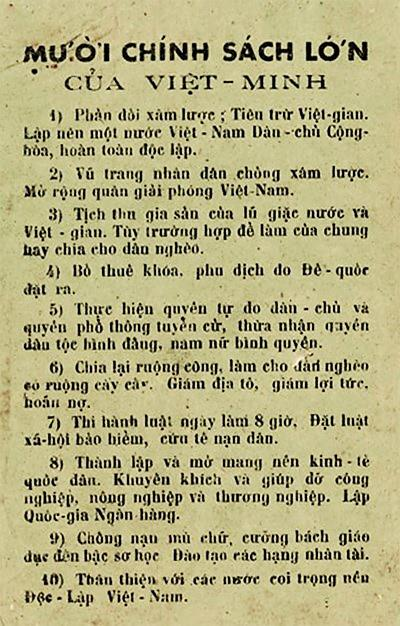 MƯỜI CHÍNH SÁCH LỚN
CỦA VIỆT-MINH
1) Phản đối xâm lược ; Tiên trừ Việt-gian.
Lập nên một nước Việt - Nam Dân - chủ Cộng-
hòa, hoàn toàn độc lập.
2) Vũ trang nhân dân chống xâm lược.
Mở rộng quân giải phóng Việt-Nam.
3) Tịch thu gia sản của lũ giặc nước và
Việt - gian. Tùy trường hợp để làm của chung
hay chia cho dân nghèo.
4) Bỏ thuế khóa, phu dịch do Đế - quốc
đặt ra.
5) Thực hiện quyền tự do dân - chủ và
quyền phổ thông tuyển cử, thừa nhận quyền
dân tộc bình đẳng, nam nữ bình quyền.
6) Chia lại ruộng công, làm cho dân nghèo
có ruộng cày cấy. Giảm địa tô, giảm lợi tức,
hoãn nợ.
7) Thi hành luật ngày làm 8 giờ, Đặt luật
xã-hội bảo hiểm, cứu tế nạn dân.
8) Thành lập và mở mang nền kinh - tế
quốc dân. Khuyến khích và giúp đỡ công
nghiệp, nông nghiệp và thương nghiệp. Lập
Quốc-gia Ngân-hàng.
9) Chống nạn mù chữ, cưỡng bách giáo
dục đến bậc sơ học Đào tạo các hạng nhân tài.
10) Thân thiện với các nước coi trọng nền
Độc - Lập Việt - Nam.